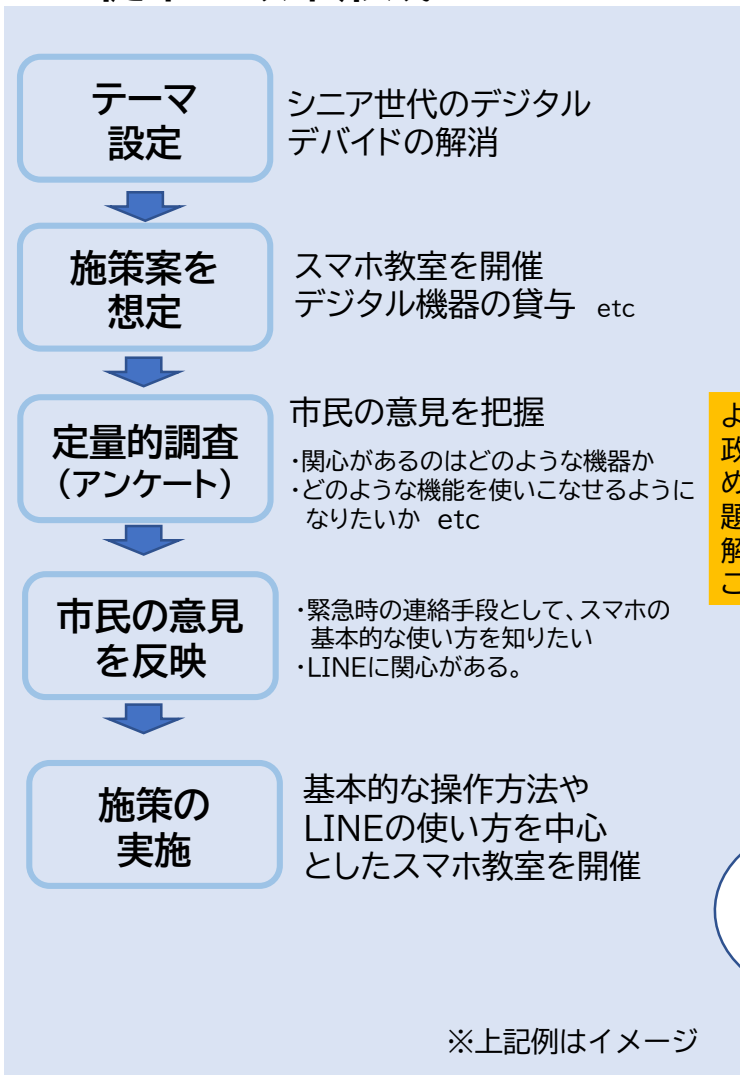 テーマ
設定
シニア世代のデジタル
デバイドの解消
施策案を
想定
スマホ教室を開催
デジタル機器の貸与 etc
定量的調査
(アンケート)
市民の意見を把握
・関心があるのはどのような機器か
・どのような機能を使いこなせるように
なりたいか etc
市民の意見
を反映
・緊急時の連絡手段として、スマホの
基本的な使い方を知りたい
・LINEに関心がある。
施策の
実施
基本的な操作方法や
LINEの使い方を中心
としたスマホ教室を開催
よ
政
め
題
解
こ
※上記例はイメージ